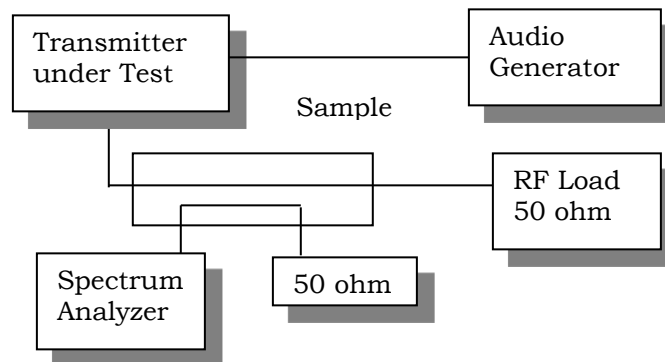 Transmitter
under Test
Audio
Generator
Sample
RF Load
50 ohm
Spectrum
Analyzer
50 ohm